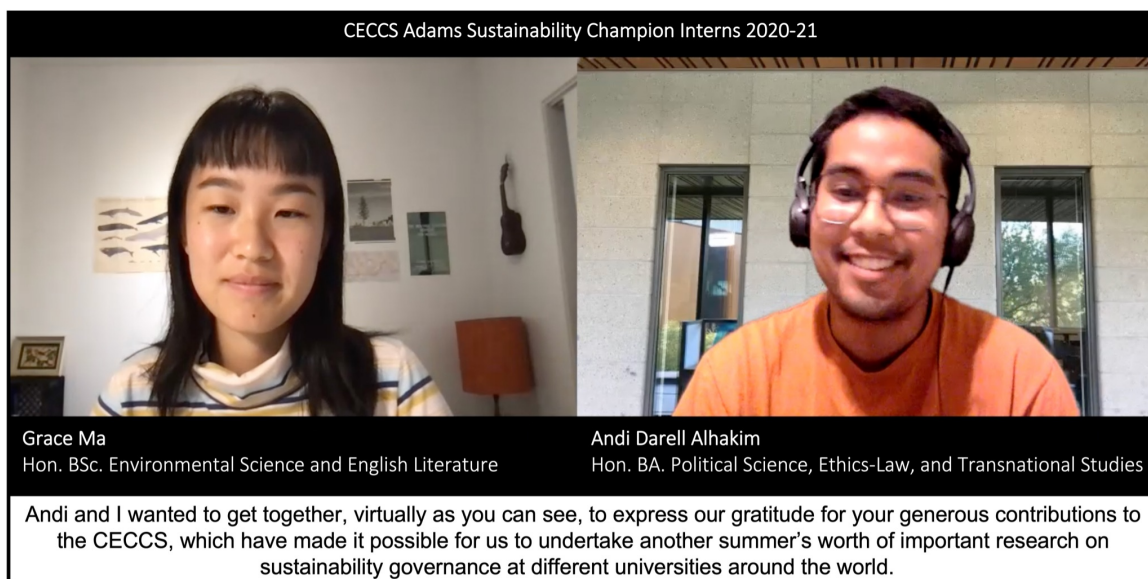 CECCS Adams Sustainability Champion Interns 2020-21
Grace Ma
Hon. BSc. Environmental Science and English Literature
Andi Darell Alhakim
Hon. BA. Political Science, Ethics-Law, and Transnational Studies
Andi and I wanted to get together, virtually as you can see, to express our gratitude for your generous contributions to
the CECCS, which have made it possible for us to undertake another summer’s worth of important research on
sustainability governance at different universities around the world.